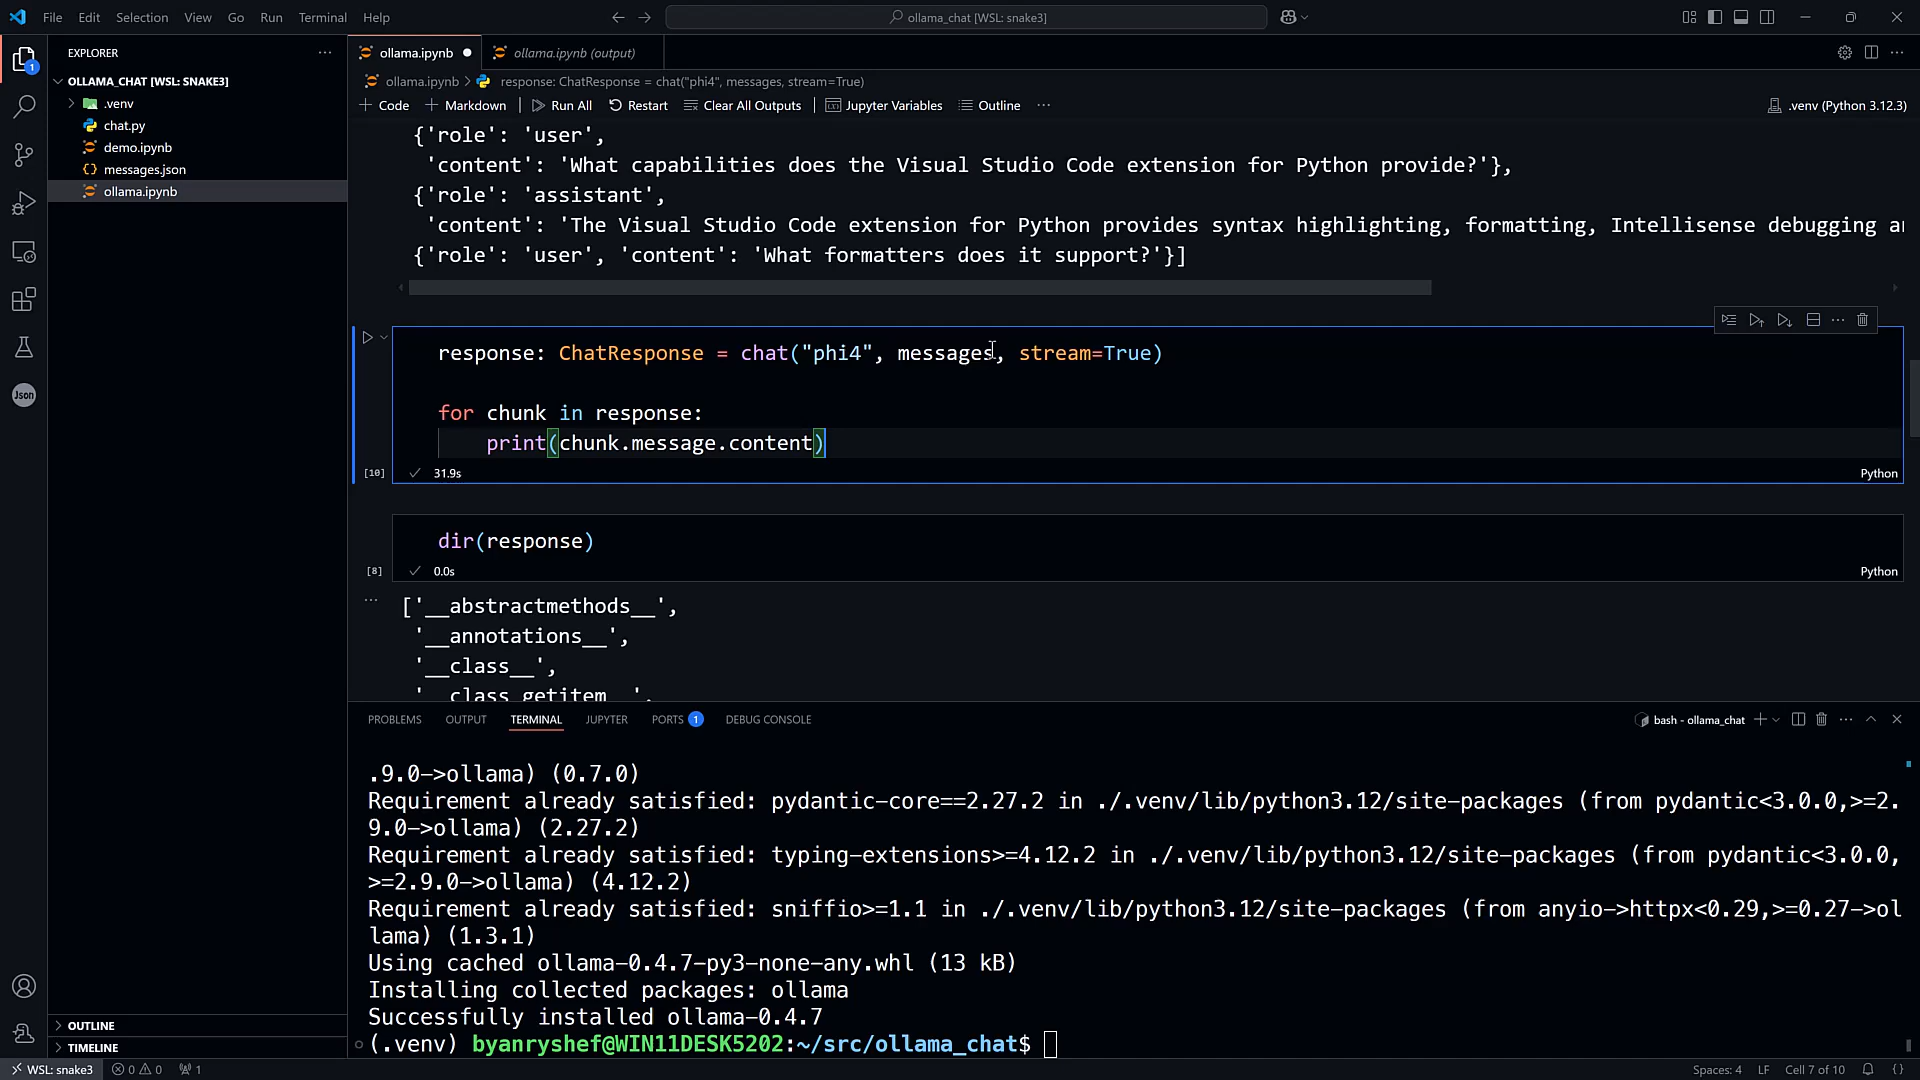 File Edit Selection View Go Run Terminal Help
ollama_chat [WSL: snake3]
EXPLORER
OLLAMA_CHAT [WSL: SNAKE3]
.venv
chat.py
demo.ipynb
messages.json
ollama.ipynb
OUTLINE
TIMELINE
1
Json
ollama.ipynb
ollama.ipynb (output)
ollama.ipynb > response: ChatResponse = chat("phi4", messages, stream=True)
Code Markdown Run All Restart Clear All Outputs Jupyter Variables Outline
.venv (Python 3.12.3)
{'role': 'user',
'content': 'What capabilities does the Visual Studio Code extension for Python provide?'},
{'role': 'assistant',
'content': 'The Visual Studio Code extension for Python provides syntax highlighting, formatting, Intellisense debugging
{'role': 'user', 'content': 'What formatters does it support?'}]
response: ChatResponse = chat("phi4", messages, stream=True)
for chunk in response:
print(chunk.message.content)
[10] 31.9s Python
dir(response)
[8] 0.0s Python
['__abstractmethods__',
'__annotations__',
'__class__',
'__class_getitem__',
PROBLEMS OUTPUT TERMINAL JUPYTER PORTS 1 DEBUG CONSOLE
bash - ollama_chat
.9.0->ollama) (0.7.0)
Requirement already satisfied: pydantic-core==2.27.2 in ./.venv/lib/python3.12/site-packages (from pydantic<3.0.0,>=2.
9.0->ollama) (2.27.2)
Requirement already satisfied: typing-extensions>=4.12.2 in ./.venv/lib/python3.12/site-packages (from pydantic<3.0.0,
>=2.9.0->ollama) (4.12.2)
Requirement already satisfied: sniffio>=1.1 in ./.venv/lib/python3.12/site-packages (from anyio->httpx<0.29,>=0.27->ol
lama) (1.3.1)
Using cached ollama-0.4.7-py3-none-any.whl (13 kB)
Installing collected packages: ollama
Successfully installed ollama-0.4.7
(.venv) byanryshef@WIN11DESK5202:~/src/ollama_chat$
WSL: snake3 0 0 1
Spaces: 4 LF Cell 7 of 10